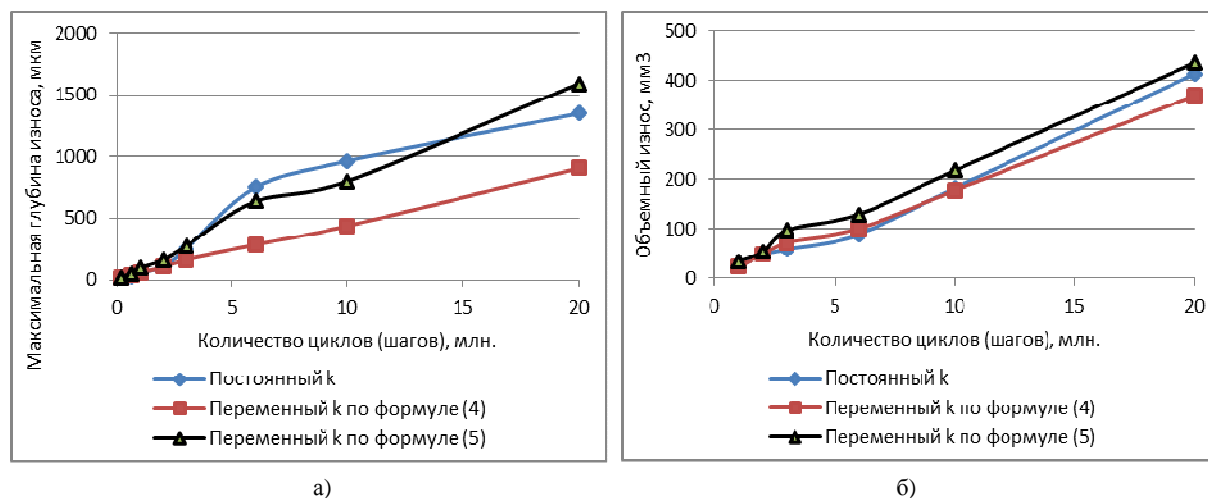 Максимальная глубина износа, мкм
2000
1500
1000
500
0
0 5 10 15 20
Количество циклов (шагов), млн.
Постоянный k
Переменный k по формуле (4)
Переменный k по формуле (5)
а)
Объемный износ, мм3
500
400
300
200
100
0
0 5 10 15 20
Количество циклов (шагов), млн.
Постоянный k
Переменный k по формуле (4)
Переменный k по формуле (5)
б)